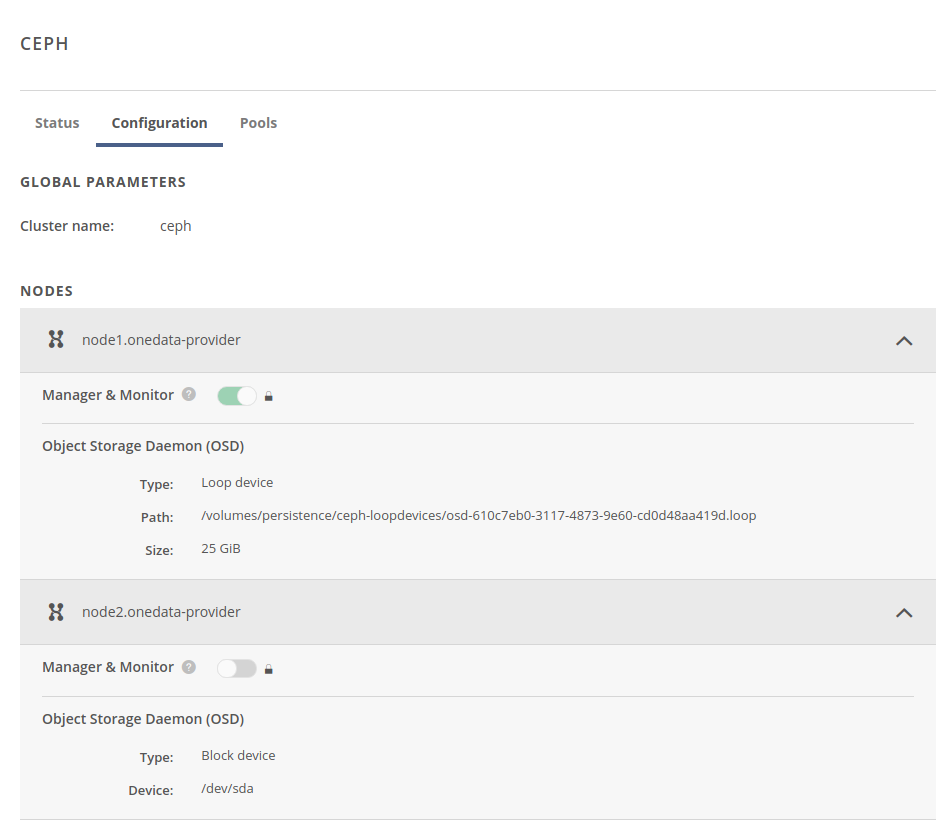 CEPH
Status Configuration Pools
GLOBAL PARAMETERS
Cluster name: ceph
NODES
node1.onedata-provider
Manager & Monitor ?
Object Storage Daemon (OSD)
Type: Loop device
Path: /volumes/persistence/ceph-loopdevices/osd-610c7eb0-3117-4873-9e60-cd0d48aa419d.loop
Size: 25 GiB
node2.onedata-provider
Manager & Monitor ?
Object Storage Daemon (OSD)
Type: Block device
Device: /dev/sda